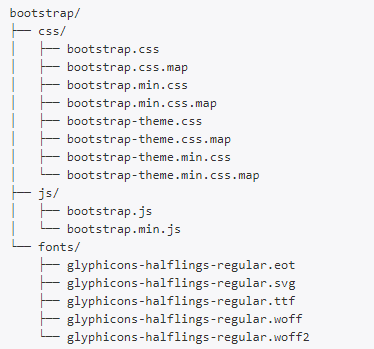 bootstrap/
├── css/
│   ├── bootstrap.css
│   ├── bootstrap.css.map
│   ├── bootstrap.min.css
│   ├── bootstrap.min.css.map
│   ├── bootstrap-theme.css
│   ├── bootstrap-theme.css.map
│   ├── bootstrap-theme.min.css
│   └── bootstrap-theme.min.css.map
├── js/
│   ├── bootstrap.js
│   └── bootstrap.min.js
└── fonts/
    ├── glyphicons-halflings-regular.eot
    ├── glyphicons-halflings-regular.svg
    ├── glyphicons-halflings-regular.ttf
    ├── glyphicons-halflings-regular.woff
    └── glyphicons-halflings-regular.woff2